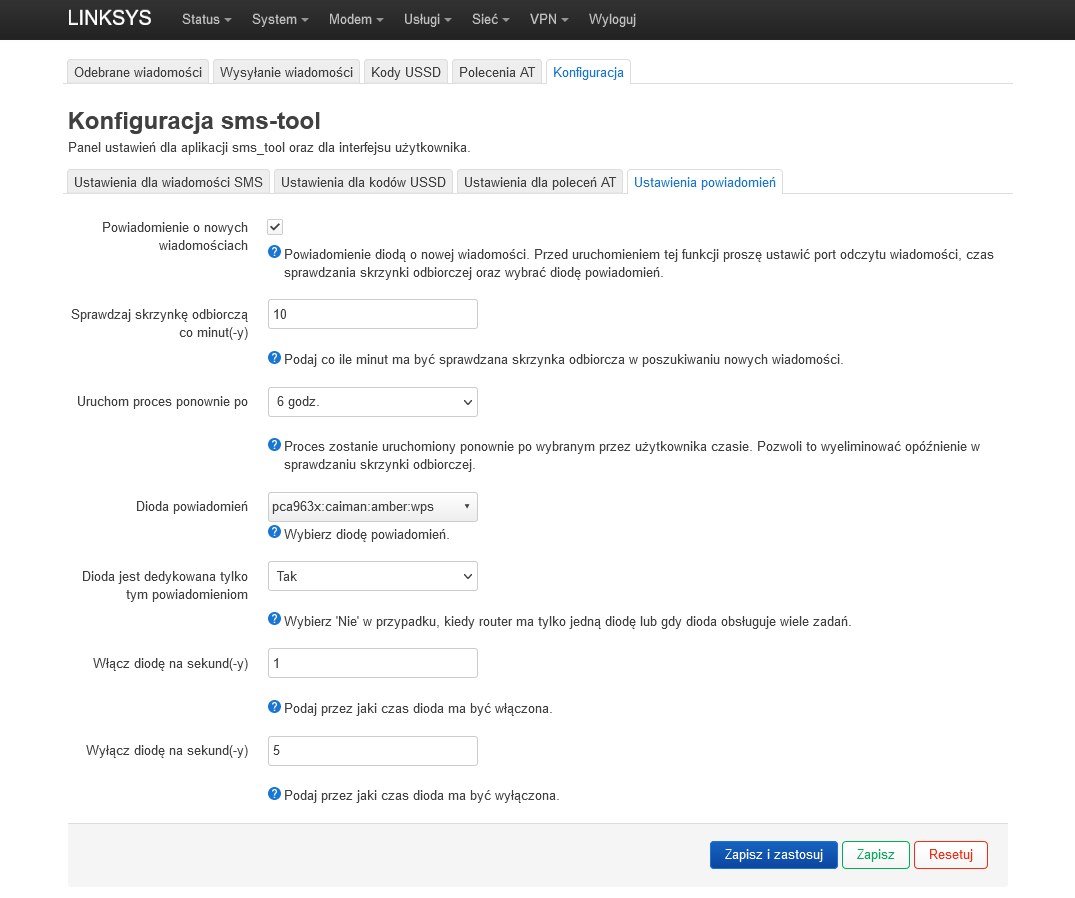 LINKSYS Status System Modem Usługi Sieć VPN Wyloguj
Odebrane wiadomości Wysyłanie wiadomości Kody USSD Polecenia AT Konfiguracja
Konfiguracja sms-tool
Panel ustawień dla aplikacji sms_tool oraz dla interfejsu użytkownika.
Ustawienia dla wiadomości SMS Ustawienia dla kodów USSD Ustawienia dla poleceń AT Ustawienia powiadomień
Powiadomienie o nowych
wiadomościach
Powiadomienie diodą o nowej wiadomości. Przed uruchomieniem tej funkcji proszę ustawić port odczytu wiadomości, czas
sprawdzania skrzynki odbiorczej oraz wybrać diodę powiadomień.
Sprawdzaj skrzynkę odbiorczą
co minut(-y)
10
Podaj co ile minut ma być sprawdzana skrzynka odbiorcza w poszukiwaniu nowych wiadomości.
Uruchom proces ponownie po
6 godz.
Proces zostanie uruchomiony ponownie po wybranym przez użytkownika czasie. Pozwoli to wyeliminować opóźnienie w
sprawdzaniu skrzynki odbiorczej.
Dioda powiadomień
pca963x:caiman:amber:wps
Wybierz diodę powiadomień.
Dioda jest dedykowana tylko
tym powiadomieniom
Tak
Wybierz 'Nie' w przypadku, kiedy router ma tylko jedną diodę lub gdy dioda obsługuje wiele zadań.
Włącz diodę na sekund(-y)
1
Podaj przez jaki czas dioda ma być włączona.
Wyłącz diodę na sekund(-y)
5
Podaj przez jaki czas dioda ma być wyłączona.
Zapisz i zastosuj Zapisz Resetuj